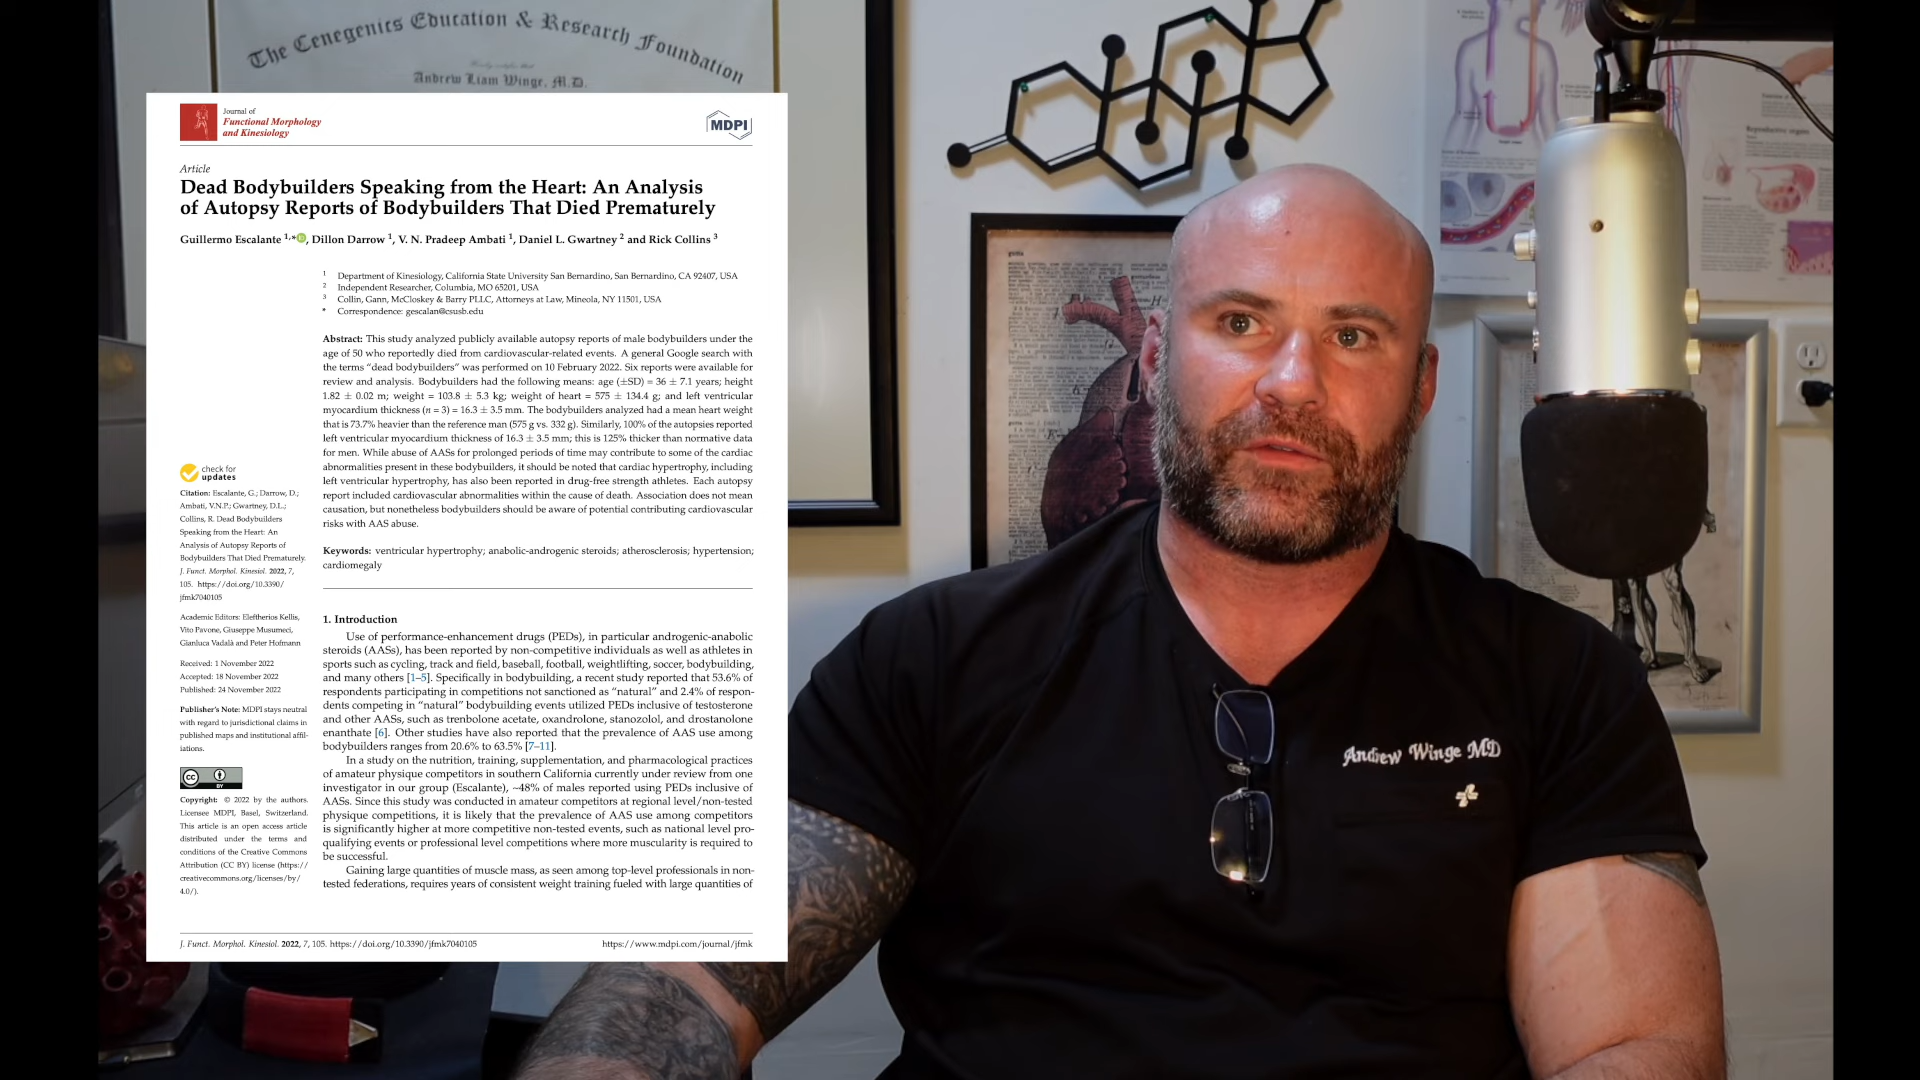 The Cenegenics Education & Research Foundation
Andrew Liam Winge, M.D.
Journal of
Functional Morphology
and Kinesiology
MDPI
Article
Dead Bodybuilders Speaking from the Heart: An Analysis
of Autopsy Reports of Bodybuilders That Died Prematurely
Guillermo Escalante 1,*, Dillon Darrow 1, V. N. Pradeep Ambati 1, Daniel L. Gwartney 2 and Rick Collins 3
1 Department of Kinesiology, California State University San Bernardino, San Bernardino, CA 92407, USA
2 Independent Researcher, Columbia, MO 65201, USA
3 Collin, Gann, McCloskey & Barry PLLC, Attorneys at Law, Mineola, NY 11501, USA
* Correspondence: gescalan@csusb.edu
Abstract: This study analyzed publicly available autopsy reports of male bodybuilders under the
age of 50 who reportedly died from cardiovascular-related events. A general Google search with
the terms “dead bodybuilders” was performed on 10 February 2022. Six reports were available for
review and analysis. Bodybuilders had the following means: age (±SD) = 36 ± 7.1 years; height
1.82 ± 0.02 m; weight = 103.8 ± 5.3 kg; weight of heart = 575 ± 134.4 g; and left ventricular
myocardium thickness (n = 3) = 16.3 ± 3.5 mm. The bodybuilders analyzed had a mean heart weight
that is 73.7% heavier than the reference man (575 g vs. 332 g). Similarly, 100% of the autopsies reported
left ventricular myocardium thickness of 16.3 ± 3.5 mm; this is 125% thicker than normative data
for men. While abuse of AASs for prolonged periods of time may contribute to some of the cardiac
abnormalities present in these bodybuilders, it should be noted that cardiac hypertrophy, including
left ventricular hypertrophy, has also been reported in drug-free strength athletes. Each autopsy
report included cardiovascular abnormalities within the cause of death. Association does not mean
causation, but nonetheless bodybuilders should be aware of potential contributing cardiovascular
risks with AAS abuse.
Keywords: ventricular hypertrophy; anabolic-androgenic steroids; atherosclerosis; hypertension;
cardiomegaly
check for
updates
Citation: Escalante, G.; Darrow, D.;
Ambati, V.N.P.; Gwartney, D.L.;
Collins, R. Dead Bodybuilders
Speaking from the Heart: An
Analysis of Autopsy Reports of
Bodybuilders That Died Prematurely.
J. Funct. Morphol. Kinesiol. 2022, 7,
105. https://doi.org/10.3390/
jfmk7040105
Academic Editors: Eleftherios Kellis,
Vito Pavone, Giuseppe Musumeci,
Gianluca Vadalà and Peter Hofmann
Received: 1 November 2022
Accepted: 18 November 2022
Published: 24 November 2022
Publisher's Note: MDPI stays neutral
with regard to jurisdictional claims in
published maps and institutional affil-
iations.
CC BY
Copyright: © 2022 by the authors.
Licensee MDPI, Basel, Switzerland.
This article is an open access article
distributed under the terms and
conditions of the Creative Commons
Attribution (CC BY) license (https://
creativecommons.org/licenses/by/
4.0/).
1. Introduction
Use of performance-enhancement drugs (PEDs), in particular androgenic-anabolic
steroids (AASs), has been reported by non-competitive individuals as well as athletes in
sports such as cycling, track and field, baseball, football, weightlifting, soccer, bodybuilding,
and many others [1–5]. Specifically in bodybuilding, a recent study reported that 53.6% of
respondents participating in competitions not sanctioned as “natural” and 2.4% of respon-
dents competing in “natural” bodybuilding events utilized PEDs inclusive of testosterone
and other AASs, such as trenbolone acetate, oxandrolone, stanozolol, and drostanolone
enanthate [6]. Other studies have also reported that the prevalence of AAS use among
bodybuilders ranges from 20.6% to 63.5% [7–11].
In a study on the nutrition, training, supplementation, and pharmacological practices
of amateur physique competitors in southern California currently under review from one
investigator in our group (Escalante), ~48% of males reported using PEDs inclusive of
AASs. Since this study was conducted in amateur competitors at regional level/non-tested
physique competitions, it is likely that the prevalence of AAS use among competitors
is significantly higher at more competitive non-tested events, such as national level pro-
qualifying events or professional level competitions where more muscularity is required to
be successful.
Gaining large quantities of muscle mass, as seen among top-level professionals in non-
tested federations, requires years of consistent weight training fueled with large quantities of
J. Funct. Morphol. Kinesiol. 2022, 7, 105. https://doi.org/10.3390/jfmk7040105
https://www.mdpi.com/journal/jfmk
Reproductive organs
Andrew Winge MD